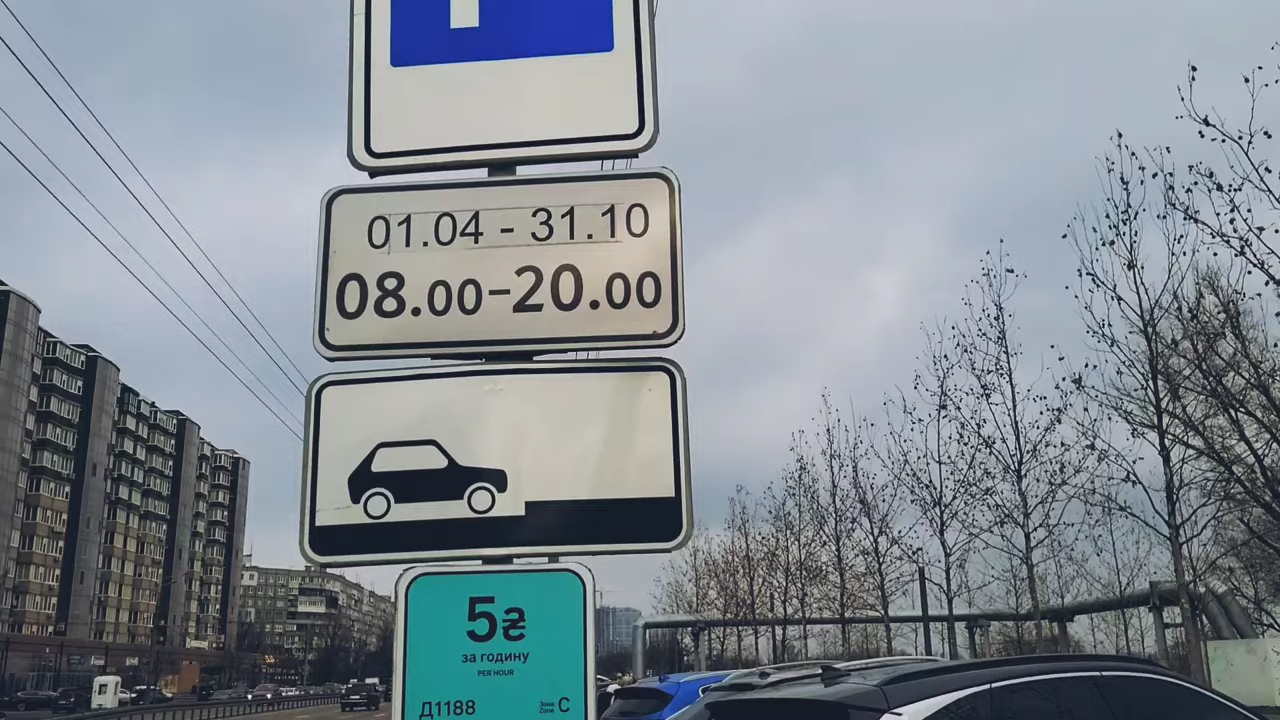 01.04 - 31.10
08.00-20.00
5₴
за годину
PER HOUR
Д1188 Зона Zone C